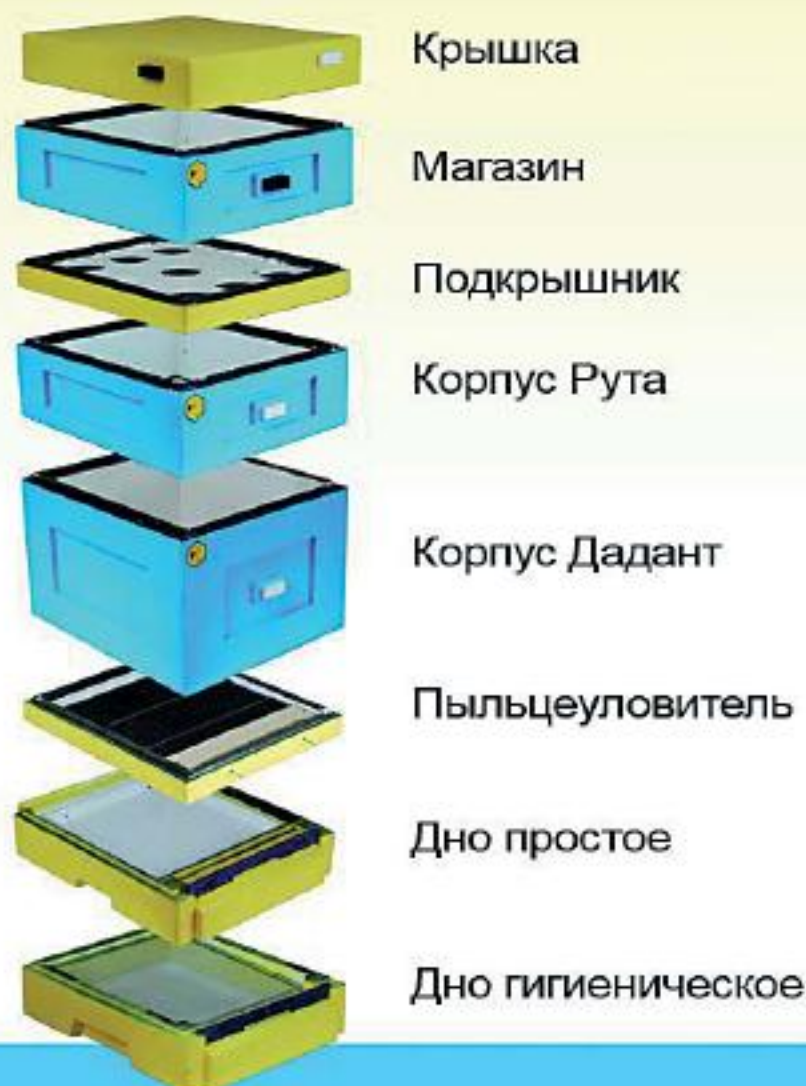 Крышка
Магазин
Подкрышник
Корпус Рута
Корпус Дадант
Пыльцеуловитель
Дно простое
Дно гигиеническое